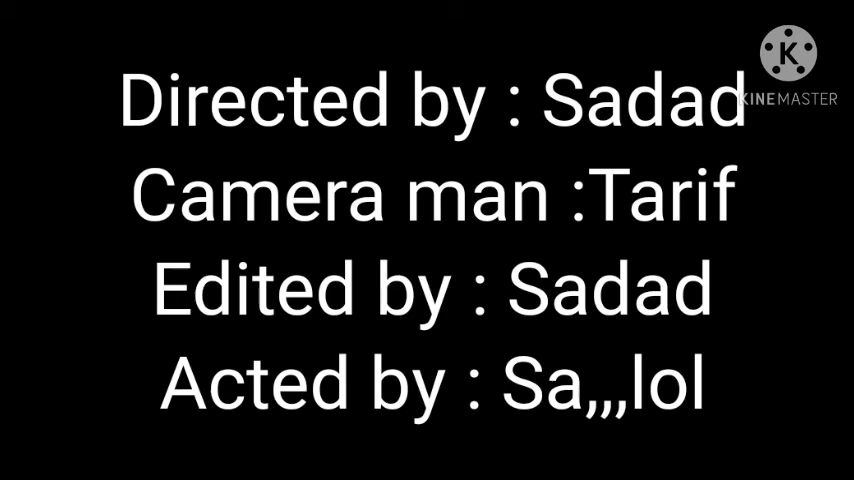 K
KINEMASTER
Directed by : Sadad
Camera man :Tarif
Edited by : Sadad
Acted by : Sa,,,lol